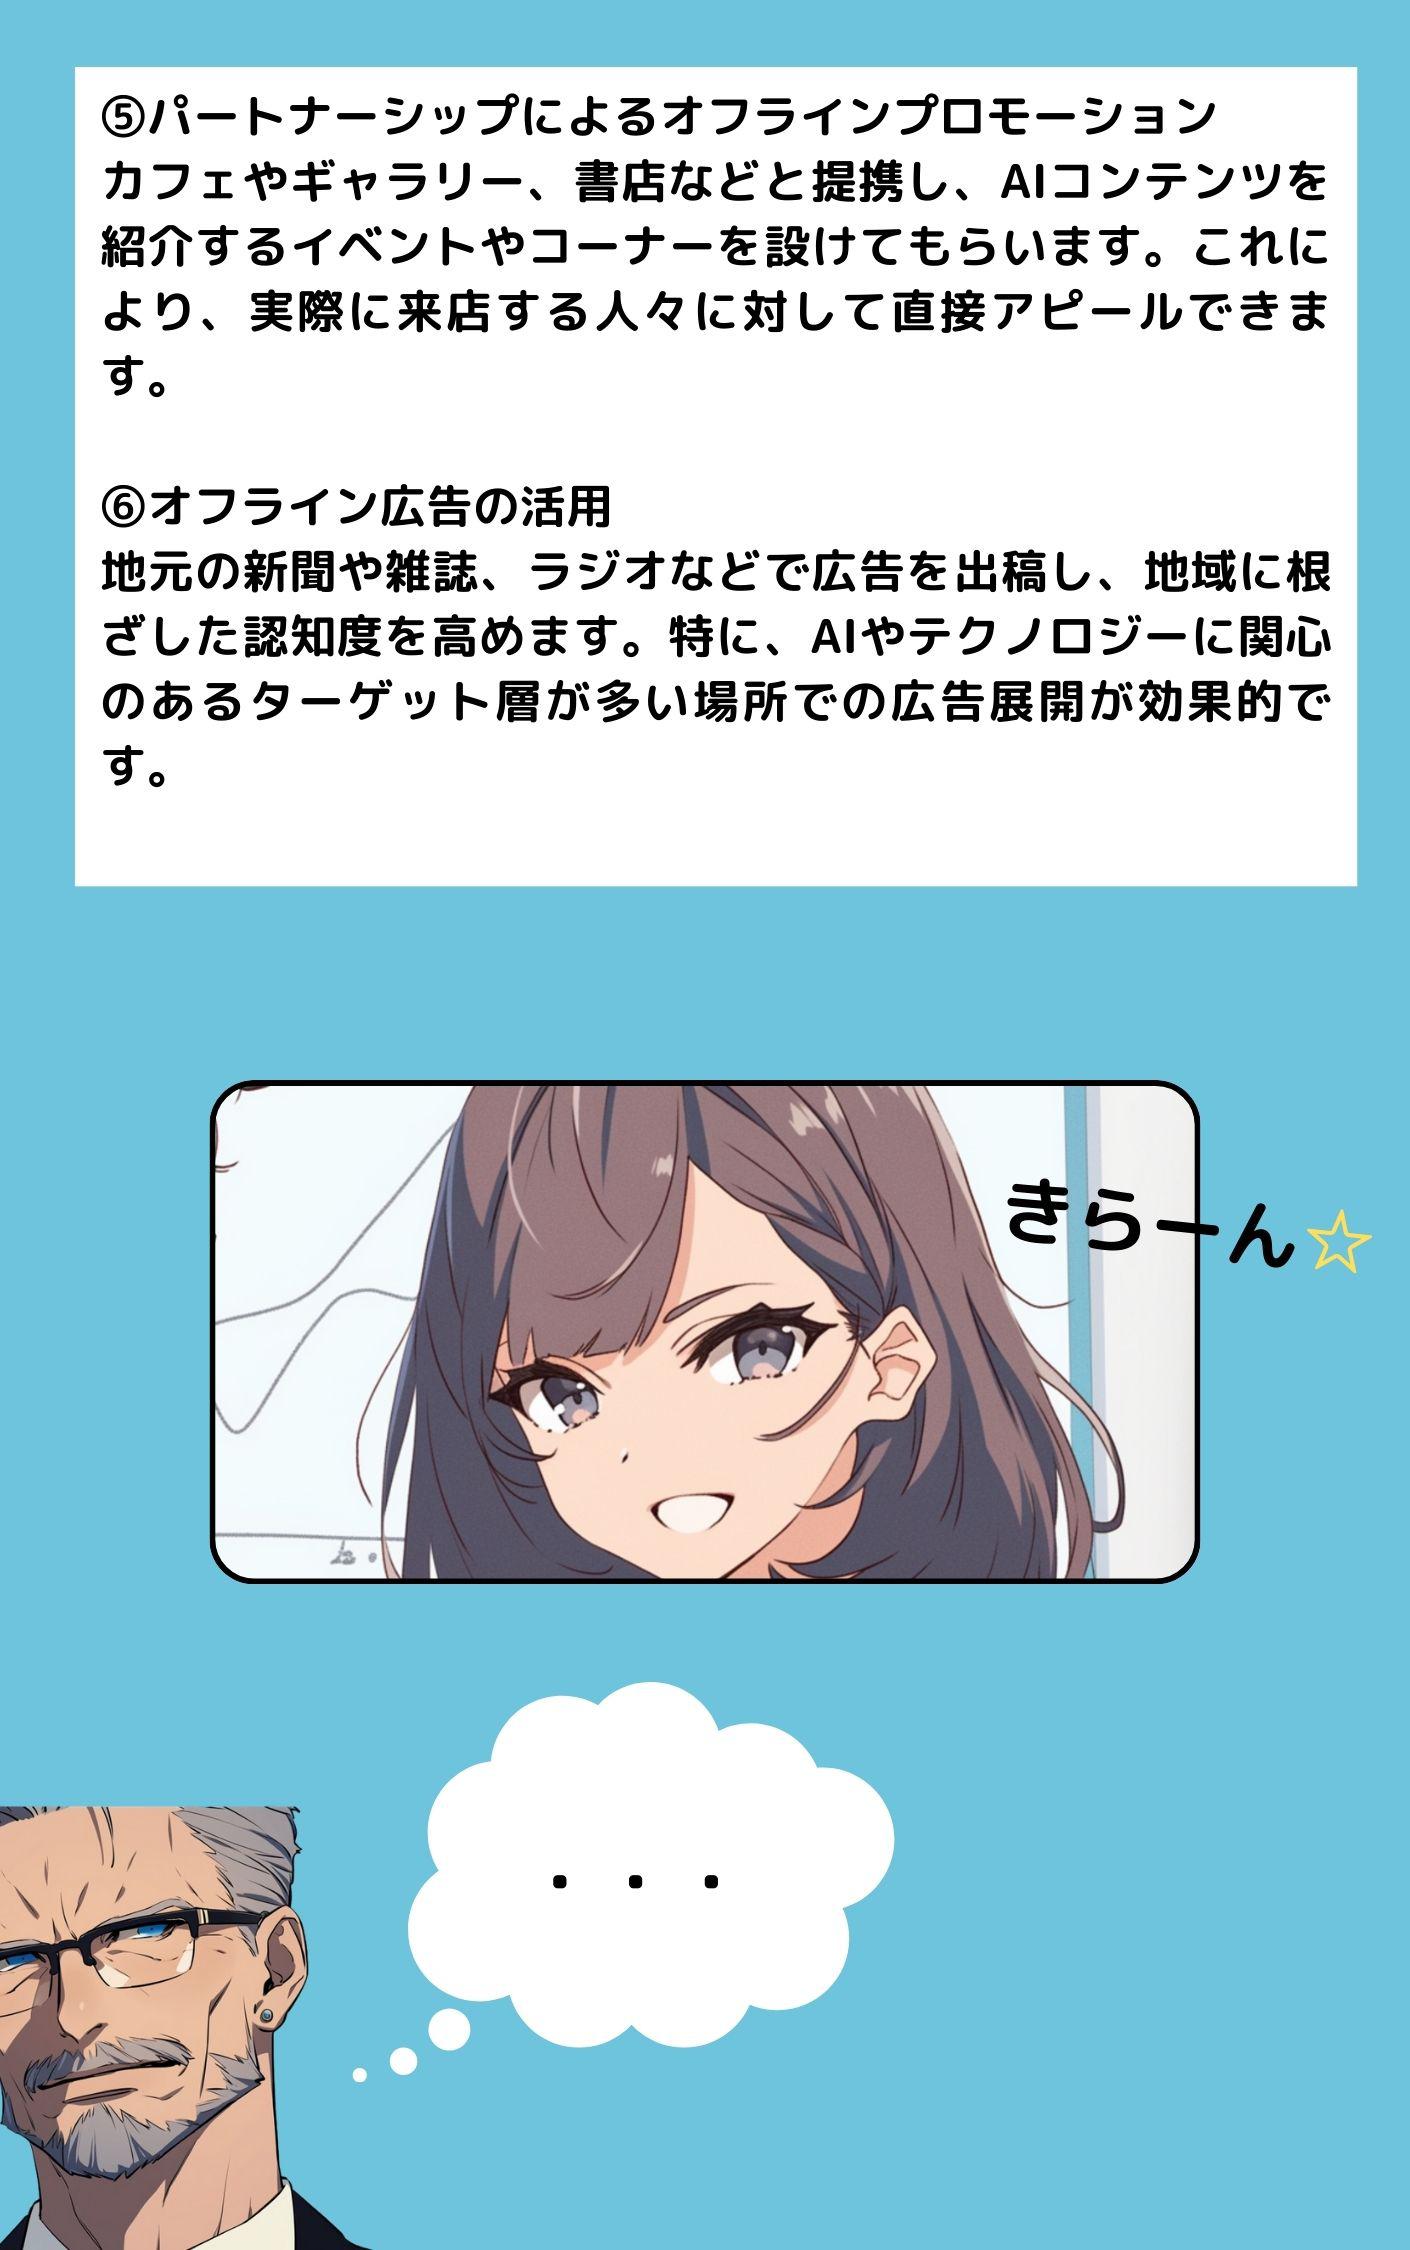 ⑤パートナーシップによるオフラインプロモーション
カフェやギャラリー、書店などと提携し、AIコンテンツを
紹介するイベントやコーナーを設けてもらいます。これに
より、実際に来店する人々に対して直接アピールできま
す。
⑥オフライン広告の活用
地元の新聞や雑誌、ラジオなどで広告を出稿し、地域に根
ざした認知度を高めます。特に、AIやテクノロジーに関心
のあるターゲット層が多い場所での広告展開が効果的で
す。
きらーん☆
・・・